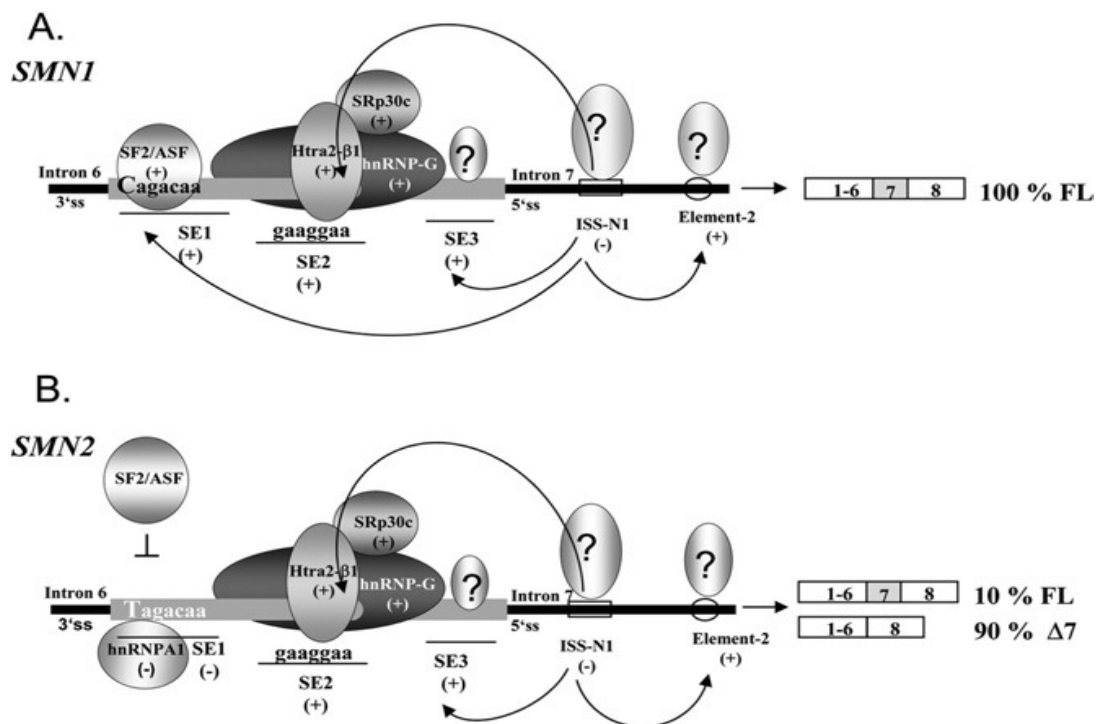 A.
SMN1
SRp30c
(+)
?
?
SF2/ASF
(+)
Htra2-β1
(+)
hnRNP-G
(+)
?
Intron 6
Cagacaa
Intron 7
1-6 7 8
100 % FL
3'ss
5'ss
SE1
(+)
gaaggaa
SE2
(+)
SE3
(+)
ISS-N1
(-)
Element-2
(+)
B.
SMN2
SF2/ASF
SRp30c
(+)
?
?
Htra2-β1
(+)
hnRNP-G
(+)
?
Intron 6
Tagacaa
Intron 7
1-6 7 8
10 % FL
3'ss
5'ss
1-6 8
90 % Δ7
hnRNPA1
(-)
SE1
(-)
gaaggaa
SE2
(+)
SE3
(+)
ISS-N1
(-)
Element-2
(+)